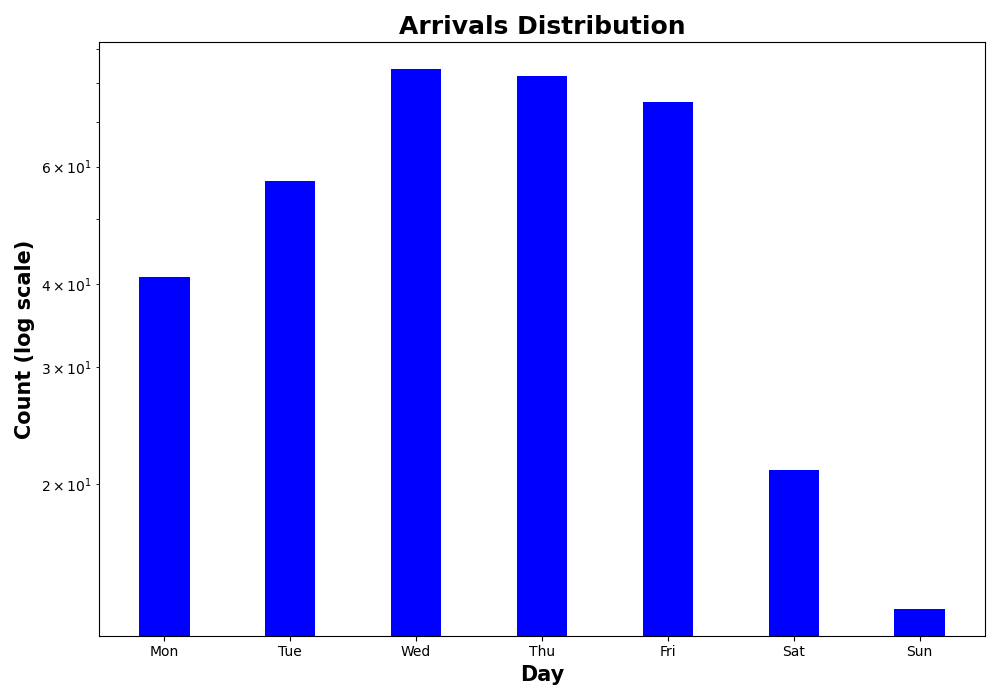 Arrivals Distribution
Count (log scale)
6 × 10¹
4 × 10¹
3 × 10¹
2 × 10¹
Mon Tue Wed Thu Fri Sat Sun
Day